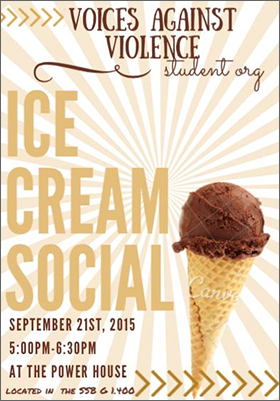 VOICES AGAINST
VIOLENCE
student org
ICE
CREAM
SOCIAL
Canva
SEPTEMBER 21ST, 2015
5:00PM-6:30PM
AT THE POWER HOUSE
LOCATED IN THE SSB G 1.400